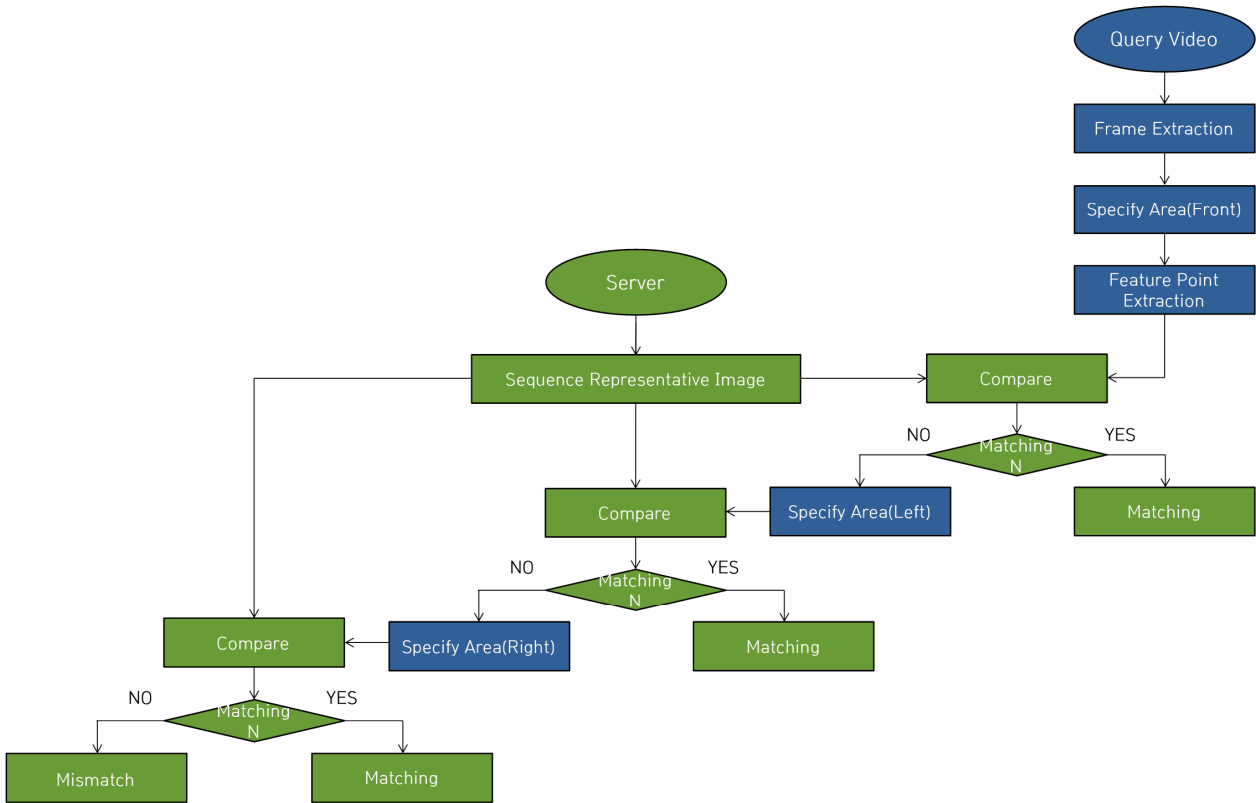 Query Video
Frame Extraction
Specify Area(Front)
Feature Point
Extraction
Server
Sequence Representative Image
Compare
NO
Matching
N
YES
Specify Area(Left)
Matching
Compare
NO
Matching
N
YES
Specify Area(Right)
Matching
Compare
NO
Matching
N
YES
Mismatch
Matching